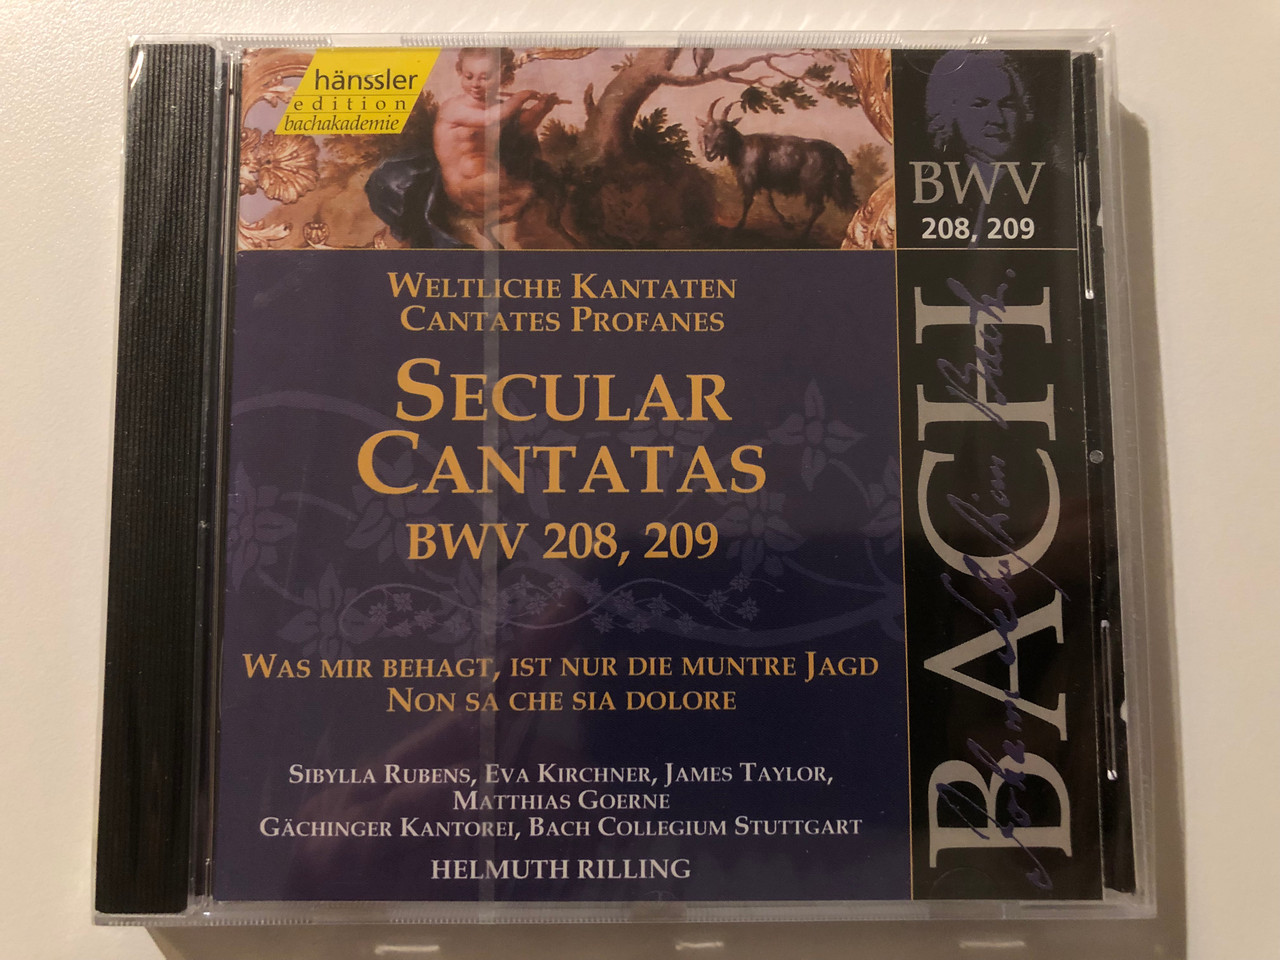 hänssler
edition
bachakademie
BWV
208, 209
WELTLICHE KANTATEN
CANTATES PROFANES
SECULAR
CANTATAS
BWV 208, 209
WAS MIR BEHAGT, IST NUR DIE MUNTRE JAGD
NON SA CHE SIA DOLORE
SIBYLLA RUBENS, EVA KIRCHNER, JAMES TAYLOR,
MATTHIAS GOERNE
GÄCHINGER KANTOREI, BACH COLLEGIUM STUTTGART
HELMUTH RILLING
BACH